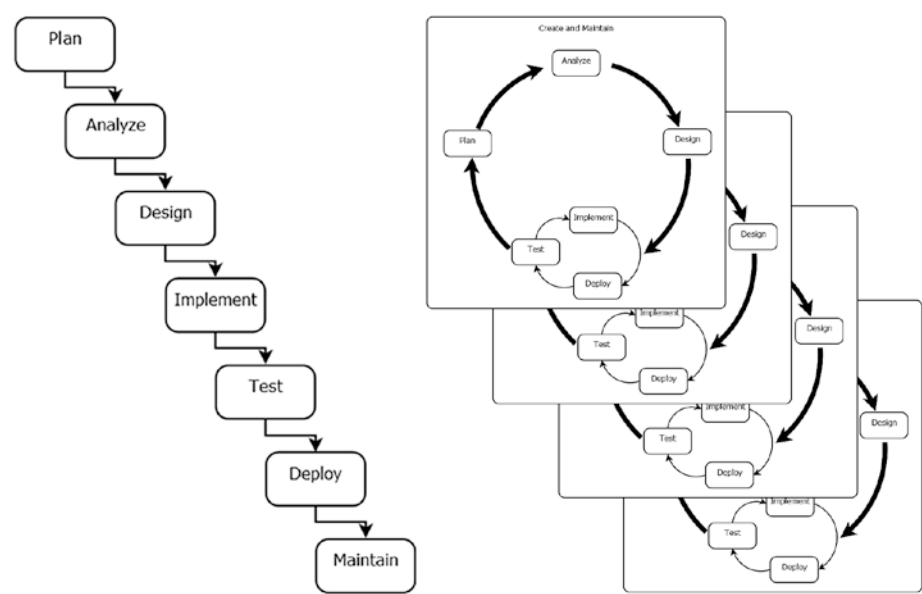 Plan
Analyze
Design
Implement
Test
Deploy
Maintain
Create and Maintain
Analyze
Plan
Design
Implement
Test
Deploy
Design
Implement
Test
Deploy
Design
Implement
Test
Deploy
Design
Implement
Test
Deploy